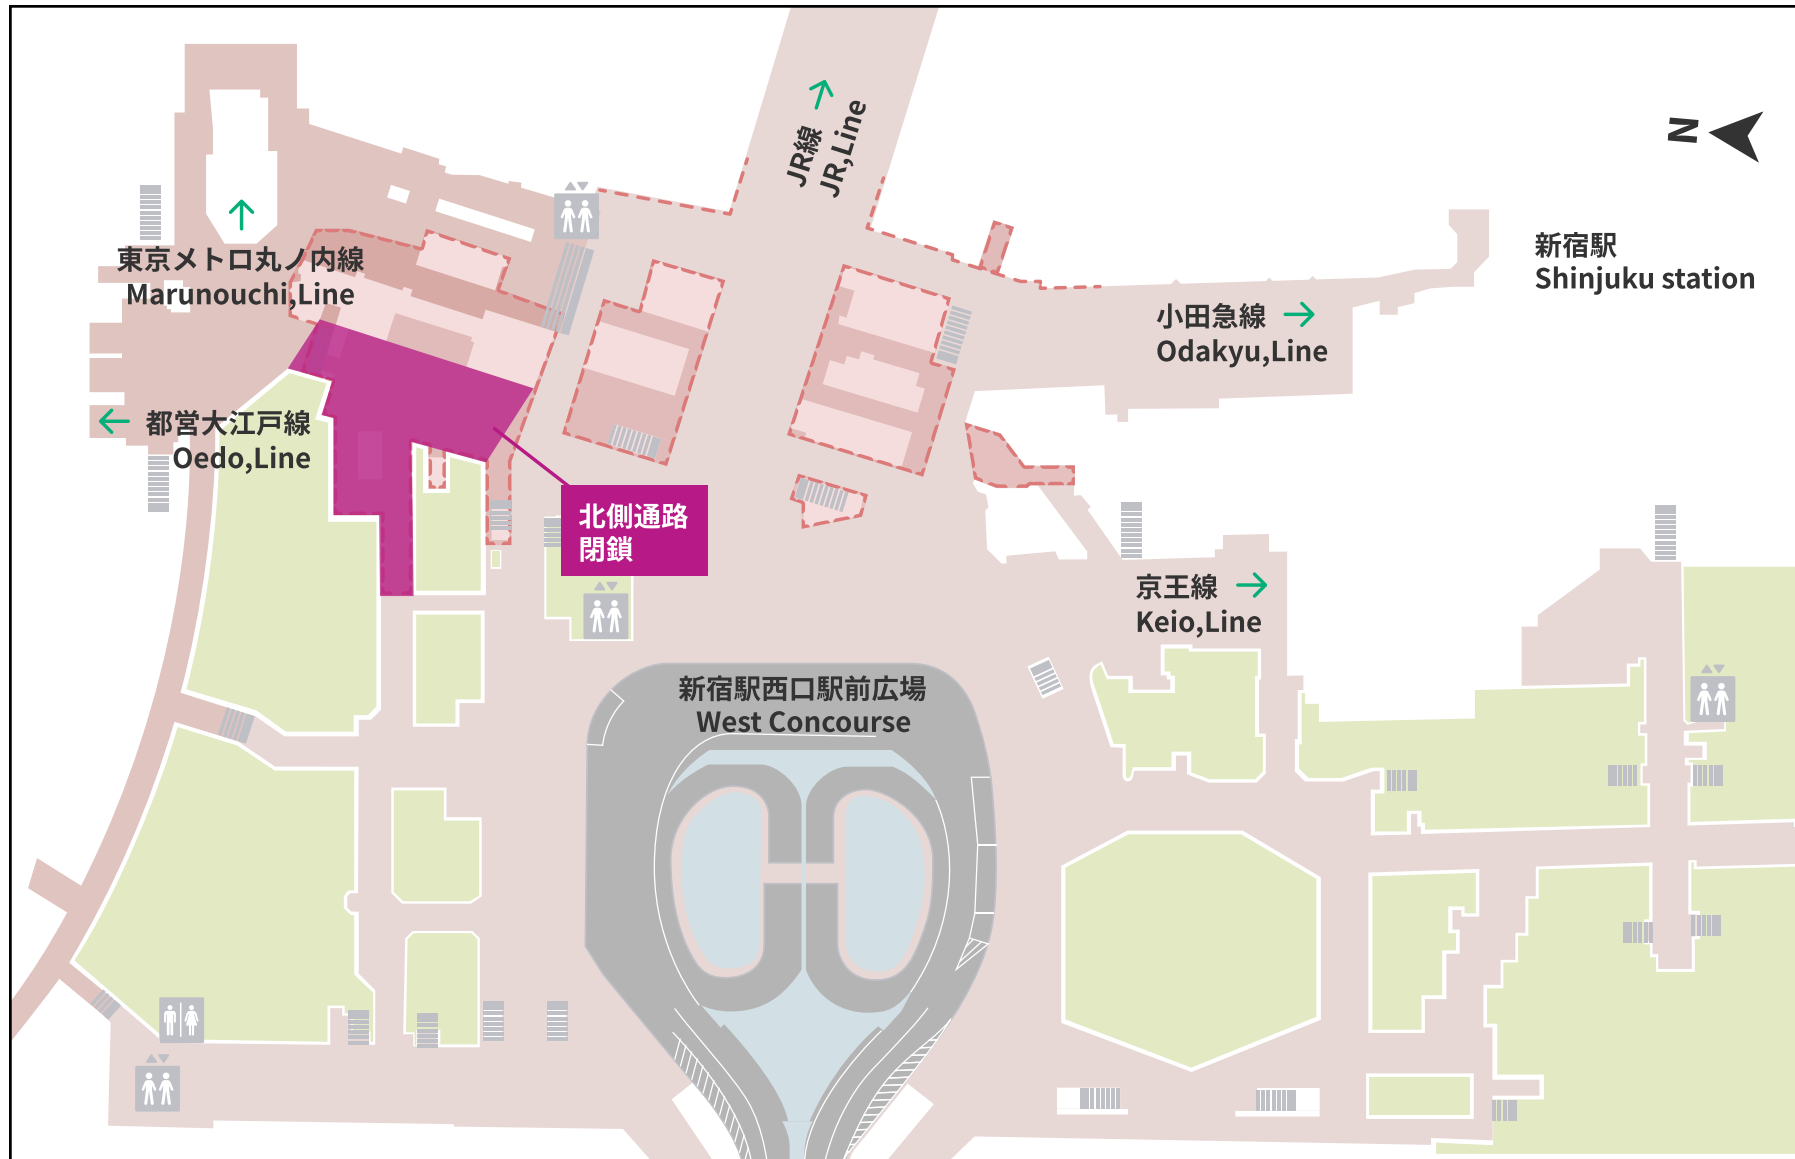 JR線
JR,Line
N
東京メトロ丸ノ内線
Marunouchi,Line
新宿駅
Shinjuku station
小田急線
Odakyu,Line
都営大江戸線
Oedo,Line
北側通路
閉鎖
京王線
Keio,Line
新宿駅西口駅前広場
West Concourse